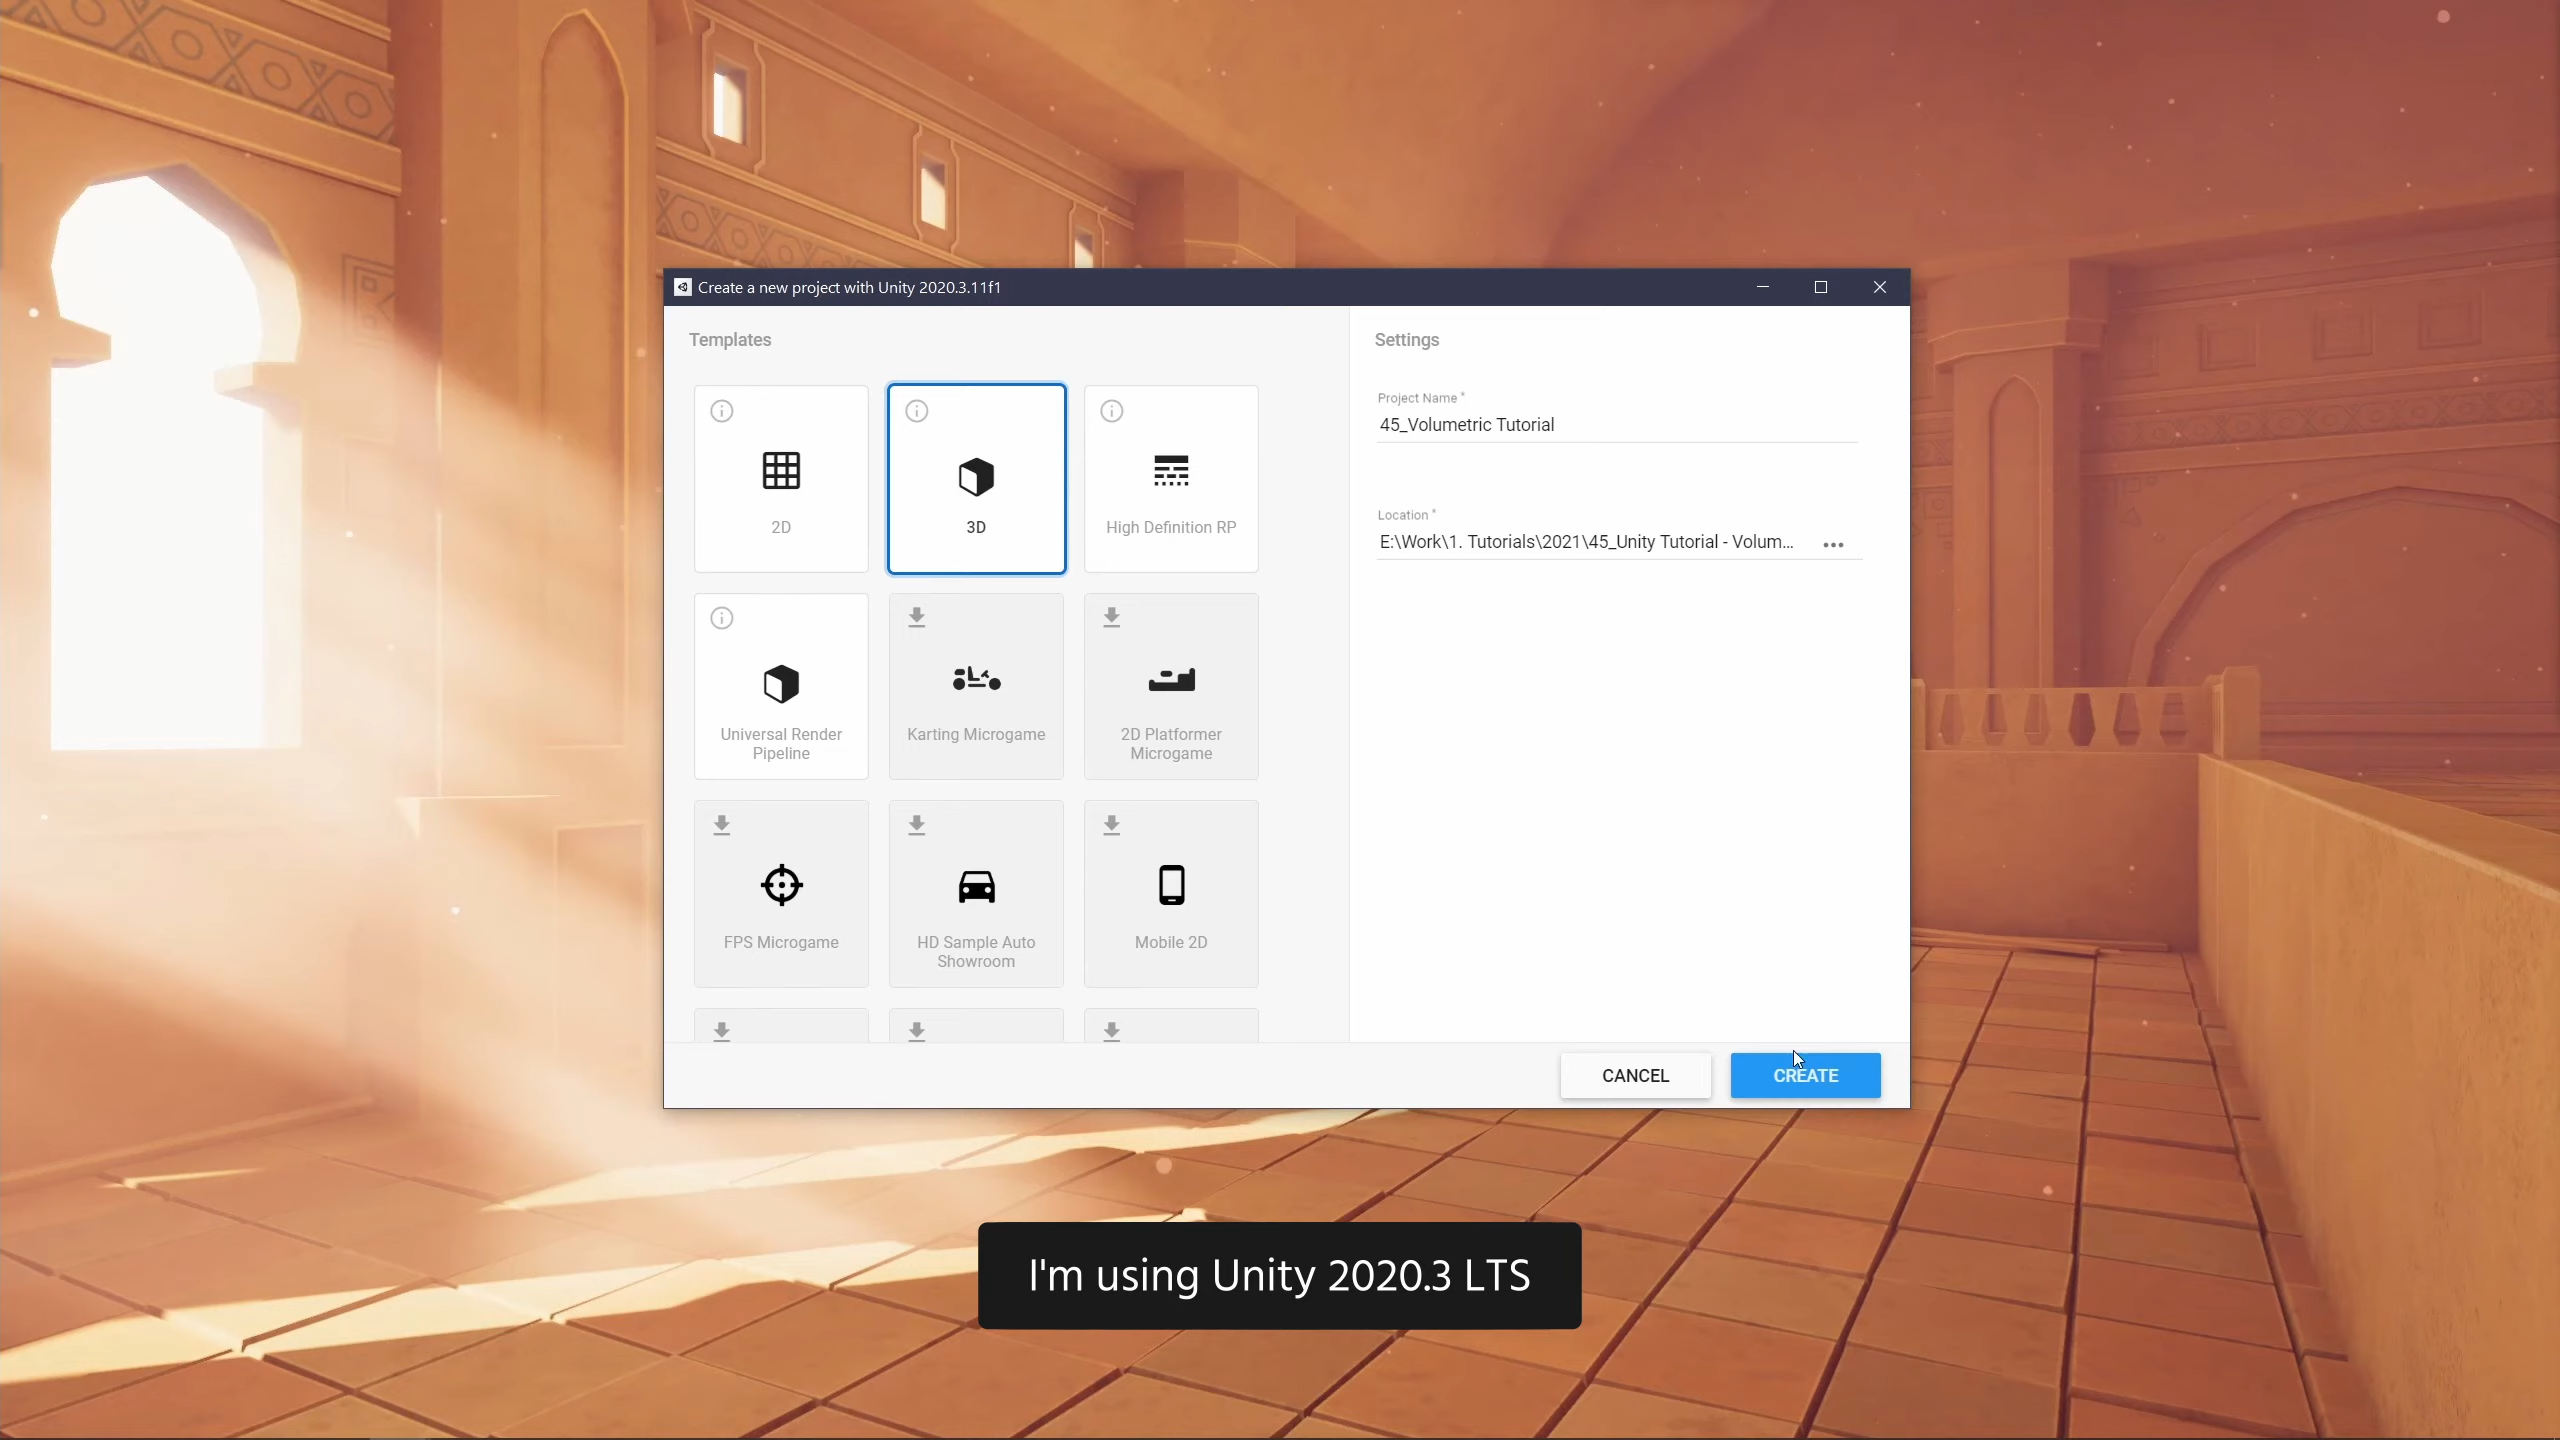 Create a new project with Unity 2020.3.11f1
Templates
Settings
2D
3D
High Definition RP
Project Name *
45_Volumetric Tutorial
Location *
E:\Work\1. Tutorials\2021\45_Unity Tutorial - Volum...
Universal Render
Pipeline
Karting Microgame
2D Platformer
Microgame
FPS Microgame
HD Sample Auto
Showroom
Mobile 2D
CANCEL
CREATE
I'm using Unity 2020.3 LTS